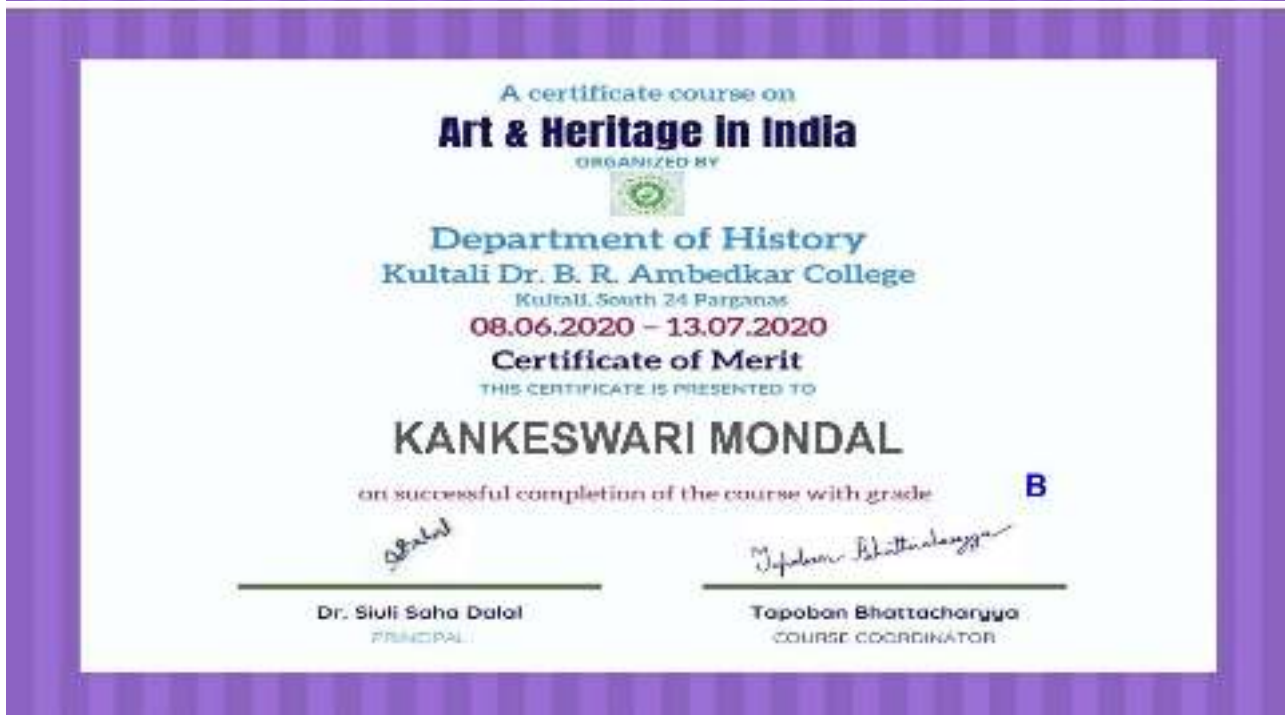 A certificate course on
Art & Heritage in India
ORGANIZED BY
Department of History
Kultali Dr. B. R. Ambedkar College
Kultali, South 24 Parganas
08.06.2020 – 13.07.2020
Certificate of Merit
THIS CERTIFICATE IS PRESENTED TO
KANKESWARI MONDAL
on successful completion of the course with grade B
Tapoban Bhattacharyya
Dr. Siuli Saha Dalal
Tapoban Bhattacharyya
PRINCIPAL
COURSE COORDINATOR